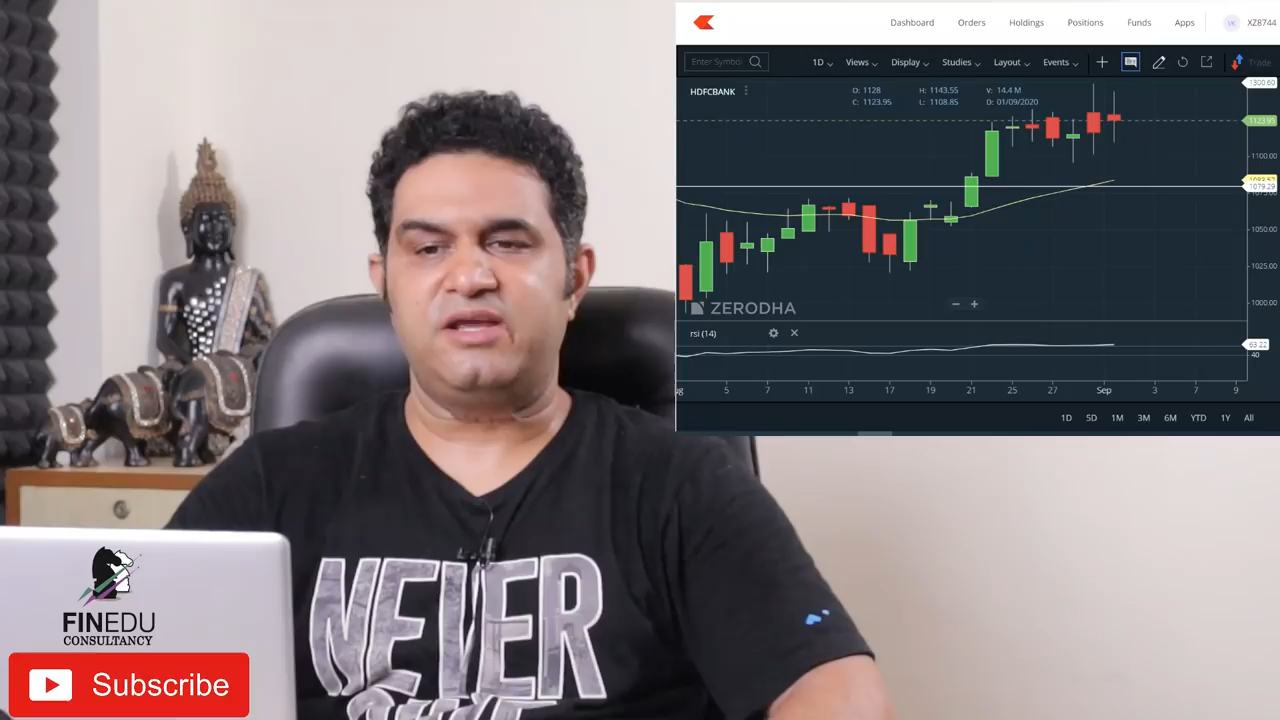 Dashboard Orders Holdings Positions Funds Apps VK XZ8744
Enter Symbol 1D Views Display Studies Layout Events Trade
HDFCBANK O: 1128 H: 1143.55 V: 14.4 M
C: 1123.95 L: 1108.85 D: 01/09/2020
1300.60
1123.95
1100.00
1079.29
1050.00
1025.00
1000.00
ZERODHA
rsi (14)
63.22
40
5 7 11 13 17 19 21 25 27 Sep 3 7 9
1D 5D 1M 3M 6M YTD 1Y All
NEVER
FINEDU
CONSULTANCY
Subscribe